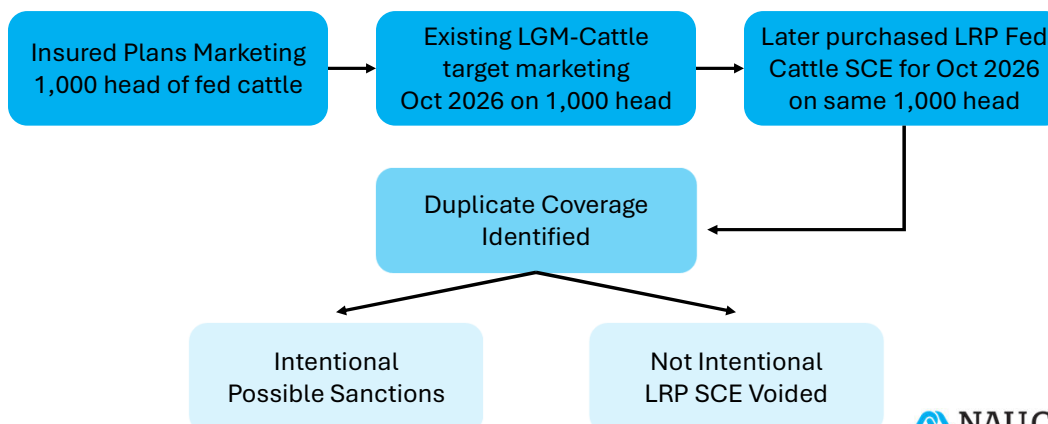 Insured Plans Marketing
1,000 head of fed cattle
Existing LGM-Cattle
target marketing
Oct 2026 on 1,000 head
Later purchased LRP Fed
Cattle SCE for Oct 2026
on same 1,000 head
Duplicate Coverage
Identified
Intentional
Possible Sanctions
Not Intentional
LRP SCE Voided